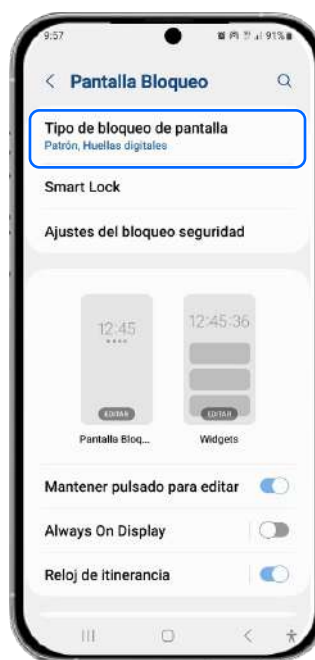 9:57
91%
Pantalla Bloqueo
Tipo de bloqueo de pantalla
Patrón, Huellas digitales
Smart Lock
Ajustes del bloqueo seguridad
12:45 12:45:36
EDITAR EDITAR
Pantalla Bloq... Widgets
Mantener pulsado para editar
Always On Display
Reloj de itinerancia